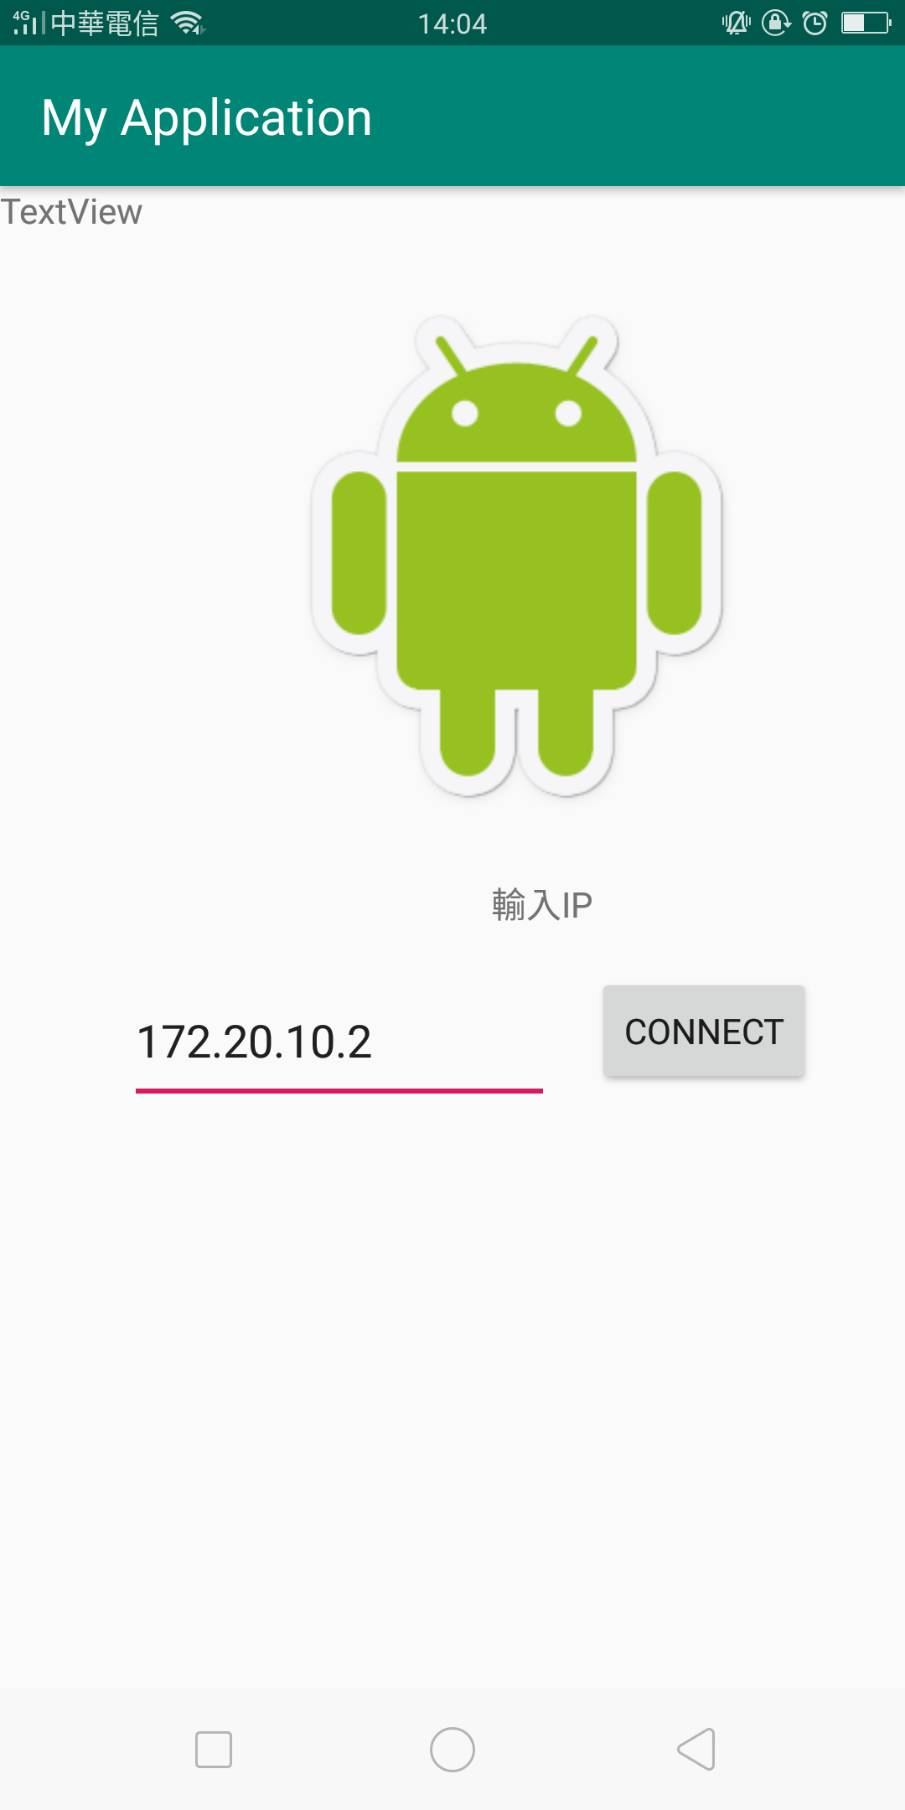 4G 中華電信 14:04
My Application
TextView
輸入IP
172.20.10.2 CONNECT